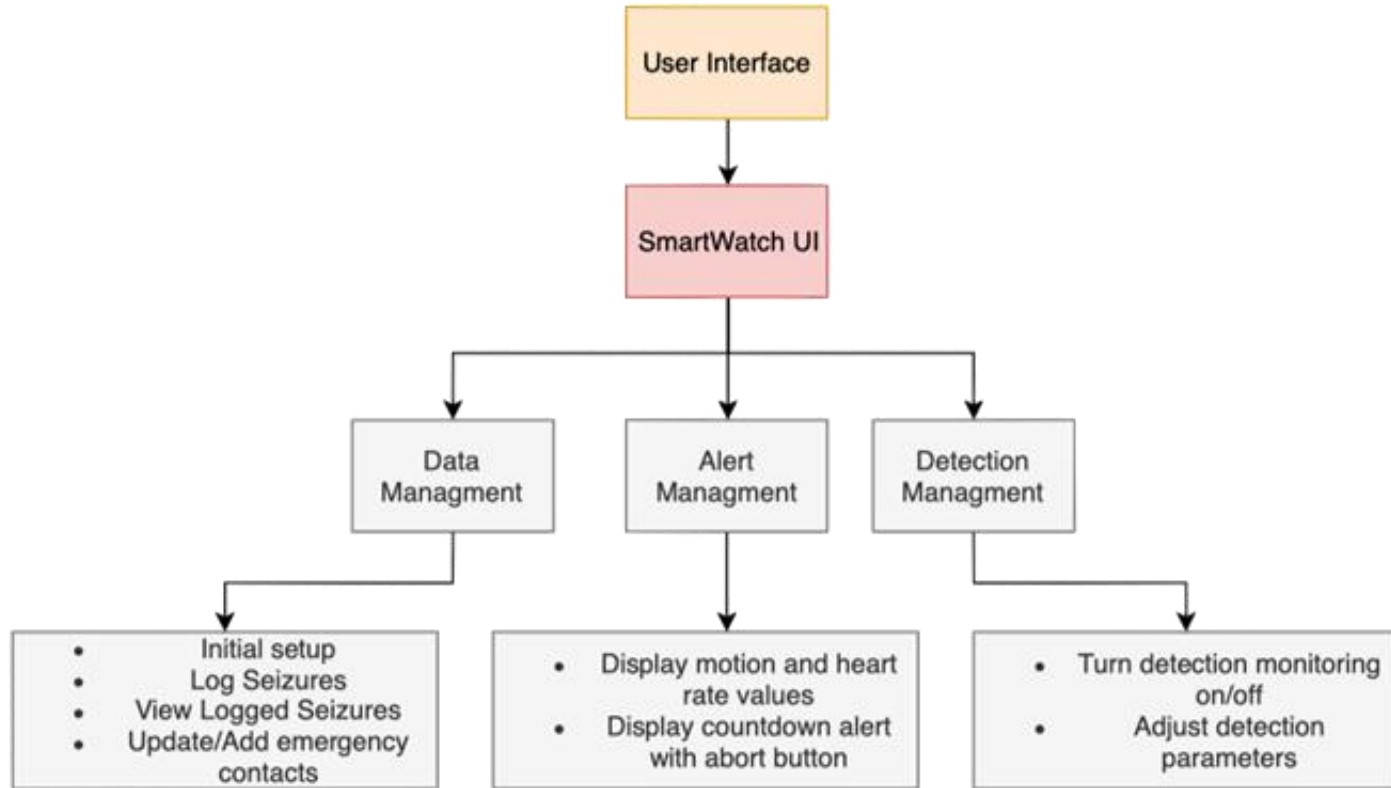 User Interface
SmartWatch UI
Data
Managment
Alert
Managment
Detection
Managment
• Initial setup
• Log Seizures
• View Logged Seizures
• Update/Add emergency
contacts
• Display motion and heart
rate values
• Display countdown alert
with abort button
• Turn detection monitoring
on/off
• Adjust detection
parameters